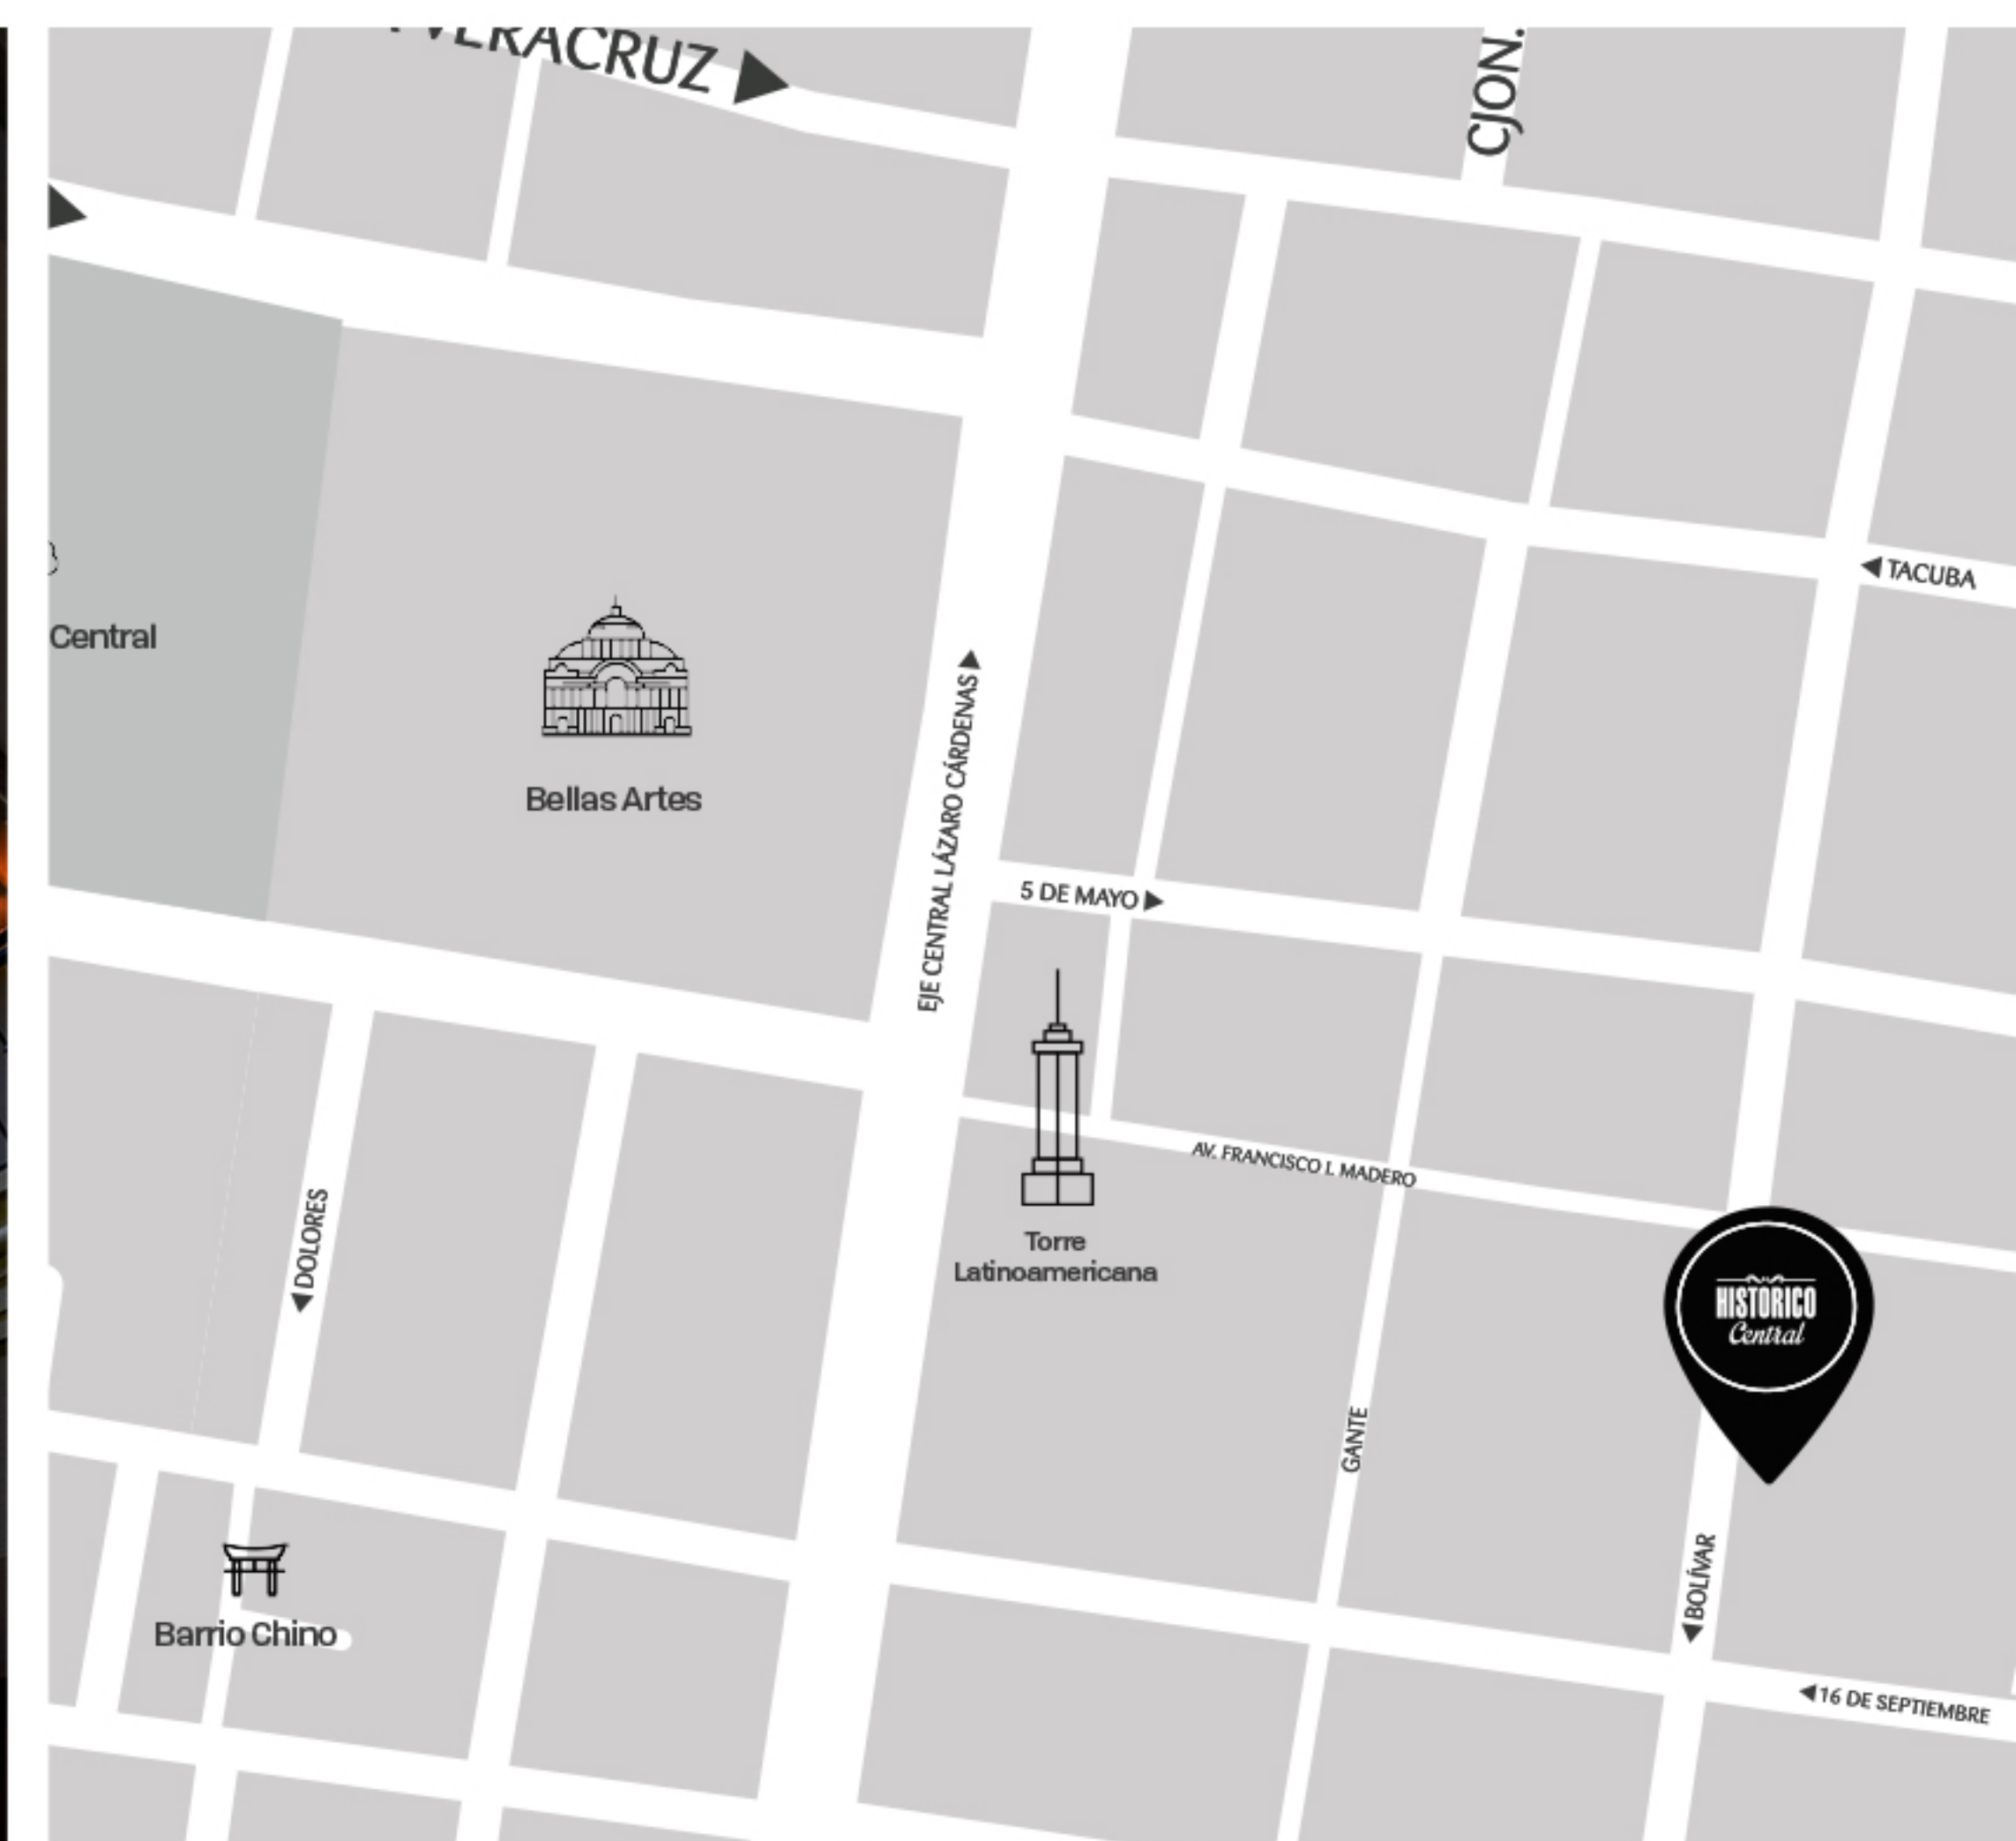 VERACRUZ
CJON.
TACUBA
Central
EJE CENTRAL LÁZARO CÁRDENAS
Bellas Artes
5 DE MAYO
AV. FRANCISCO I. MADERO
DOLORES
Torre
Latinoamericana
HISTÓRICO
Central
GANTE
BOLÍVAR
Barrio Chino
16 DE SEPTIEMBRE